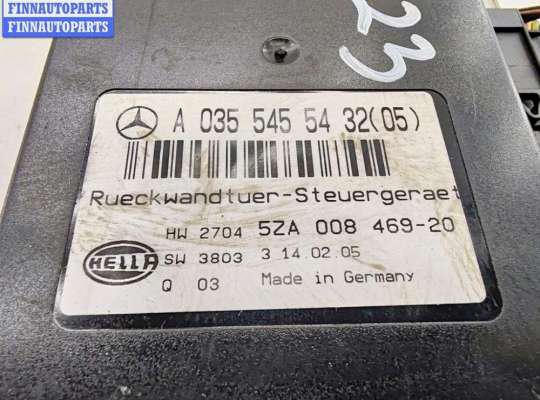 FINNAUTOPARTS
FINNAUTOPARTS
23
A 035 545 54 32(05)
Rueckwandtuer-Steuergeraet
HW 2704 5ZA 008 469-20
HELLA SW 3803 3 14.02.05
Q 03 Made in Germany